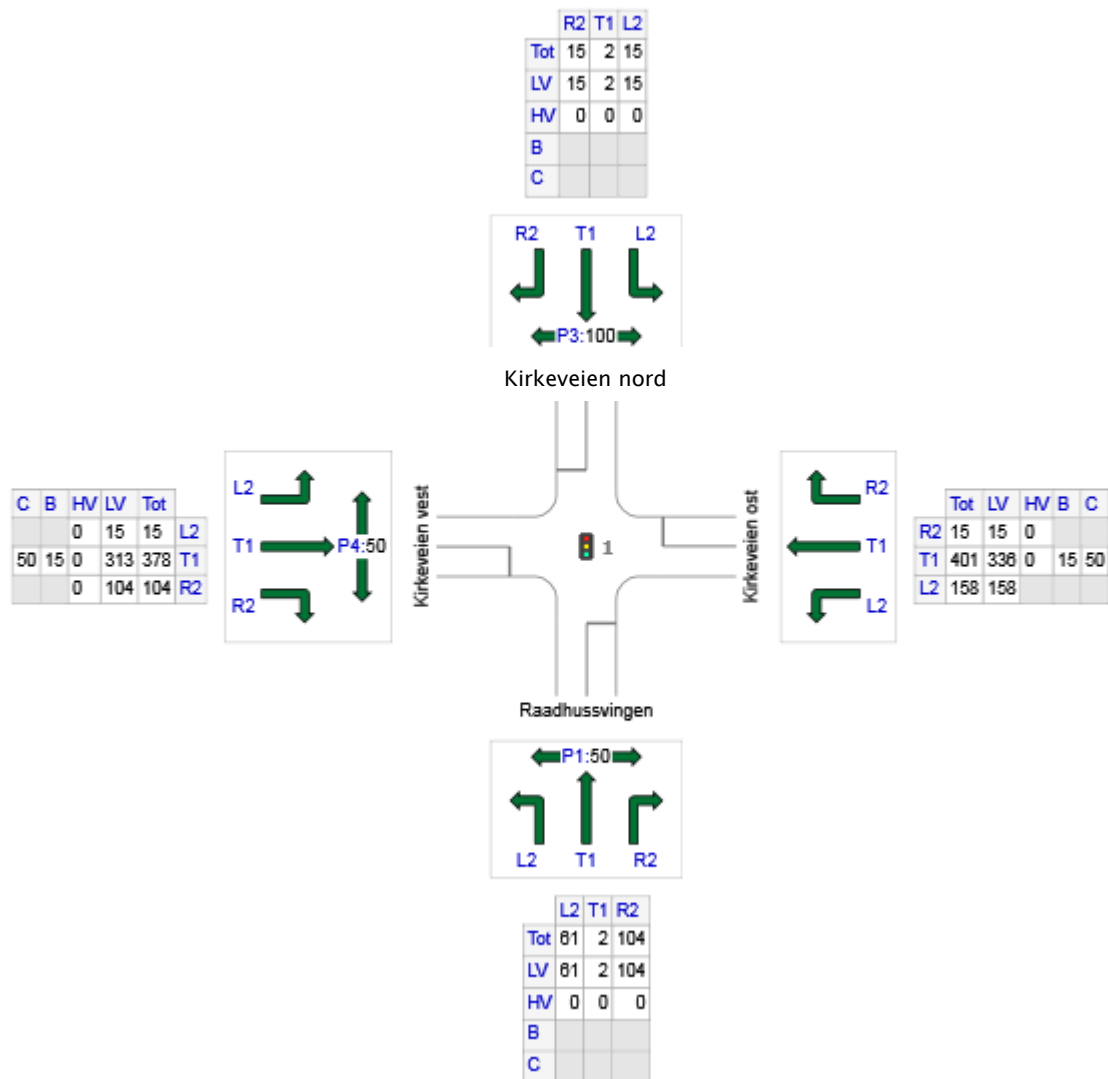 R2 T1 L2
Tot 15 2 15
LV 15 2 15
HV 0 0 0
B
C
R2 T1 L2
P3:100
Kirkeveien nord
C B HV LV Tot
0 15 15 L2
50 15 0 313 378 T1
0 104 104 R2
L2
T1
R2
P4:50
Kirkeveien vest
1
Kirkeveien ost
R2
T1
L2
Tot LV HV B C
R2 15 15 0
T1 401 336 0 15 50
L2 158 158
Raadhussvingen
P1:50
L2 T1 R2
L2 T1 R2
Tot 61 2 104
LV 61 2 104
HV 0 0 0
B
C